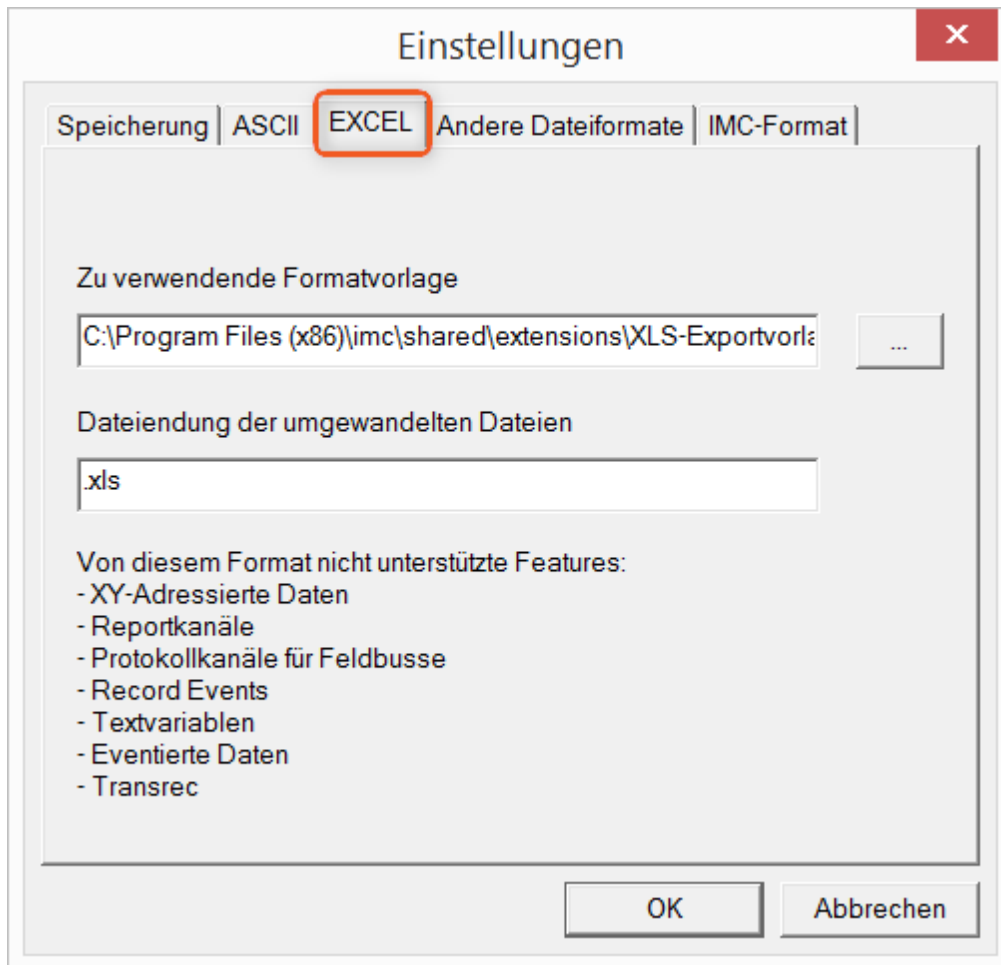 Einstellungen
Speicherung ASCII EXCEL Andere Dateiformate IMC-Format
Zu verwendende Formatvorlage
C:\Program Files (x86)\imc\shared\extensions\XLS-Exportvorla
...
Dateiendung der umgewandelten Dateien
.xls
Von diesem Format nicht unterstützte Features:
- XY-Adressierte Daten
- Reportkanäle
- Protokollkanäle für Feldbusse
- Record Events
- Textvariablen
- Eventierte Daten
- Transrec
OK Abbrechen